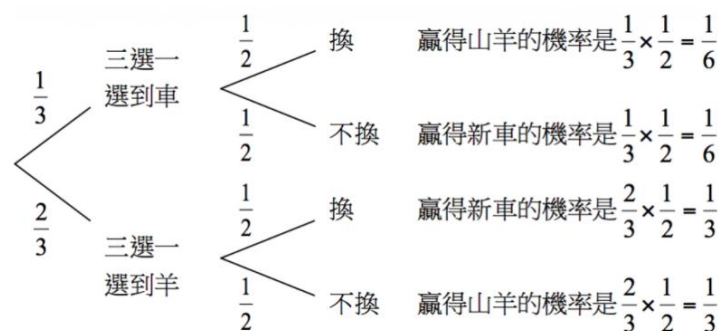 1/2 換 贏得山羊的機率是 1/3 × 1/2 = 1/6
1/3 三選一
選到車
1/2 不換 贏得新車的機率是 1/3 × 1/2 = 1/6
1/2 換 贏得新車的機率是 2/3 × 1/2 = 1/3
2/3 三選一
選到羊
1/2 不換 贏得山羊的機率是 2/3 × 1/2 = 1/3